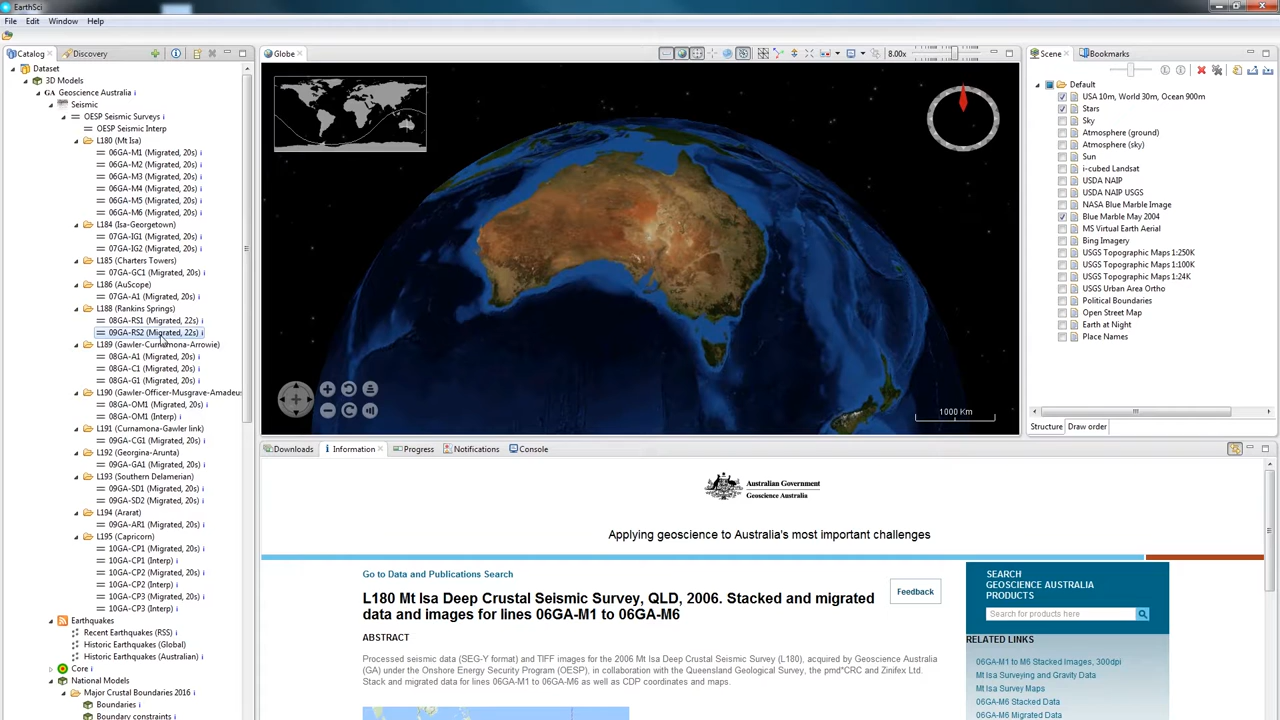 EarthSci
File Edit Window Help
Catalog Discovery
Dataset
3D Models
GA Geoscience Australia i
Seismic
OESP Seismic Surveys i
OESP Seismic Interp
L180 (Mt Isa)
06GA-M1 (Migrated, 20s) i
06GA-M2 (Migrated, 20s) i
06GA-M3 (Migrated, 20s) i
06GA-M4 (Migrated, 20s) i
06GA-M5 (Migrated, 20s) i
06GA-M6 (Migrated, 20s) i
L184 (Isa-Georgetown)
07GA-IG1 (Migrated, 20s) i
07GA-IG2 (Migrated, 20s) i
L185 (Charters Towers)
07GA-GC1 (Migrated, 20s) i
L186 (AuScope)
07GA-A1 (Migrated, 20s) i
L188 (Rankins Springs)
08GA-RS1 (Migrated, 22s) i
09GA-RS2 (Migrated, 22s) i
L189 (Gawler-Curnamona-Arrowie)
08GA-A1 (Migrated, 20s) i
08GA-C1 (Migrated, 20s) i
08GA-G1 (Migrated, 20s) i
L190 (Gawler-Officer-Musgrave-Amadeus
08GA-OM1 (Migrated, 20s) i
08GA-OM1 (Interp) i
L191 (Curnamona-Gawler link)
09GA-CG1 (Migrated, 20s) i
L192 (Georgina-Arunta)
09GA-GA1 (Migrated, 20s) i
L193 (Southern Delamerian)
09GA-SD1 (Migrated, 20s) i
09GA-SD2 (Migrated, 20s) i
L194 (Ararat)
09GA-AR1 (Migrated, 20s) i
L195 (Capricorn)
10GA-CP1 (Migrated, 20s) i
10GA-CP1 (Interp) i
10GA-CP2 (Migrated, 20s) i
10GA-CP2 (Interp) i
10GA-CP3 (Migrated, 20s) i
10GA-CP3 (Interp) i
Earthquakes
Recent Earthquakes (RSS) i
Historic Earthquakes (Global)
Historic Earthquakes (Australian) i
Core i
National Models
Major Crustal Boundaries 2016 i
Boundaries i
Boundary constraints i
Globe
8.00x
1000 Km
Scene Bookmarks
Default
USA 10m, World 30m, Ocean 900m
Stars
Sky
Atmosphere (ground)
Atmosphere (sky)
Sun
i-cubed Landsat
USDA NAIP
USDA NAIP USGS
NASA Blue Marble Image
Blue Marble May 2004
MS Virtual Earth Aerial
Bing Imagery
USGS Topographic Maps 1:250K
USGS Topographic Maps 1:100K
USGS Topographic Maps 1:24K
USGS Urban Area Ortho
Political Boundaries
Open Street Map
Earth at Night
Place Names
Structure Draw order
Downloads Information Progress Notifications Console
Australian Government
Geoscience Australia
Applying geoscience to Australia's most important challenges
Go to Data and Publications Search
L180 Mt Isa Deep Crustal Seismic Survey, QLD, 2006. Stacked and migrated
data and images for lines 06GA-M1 to 06GA-M6
Feedback
ABSTRACT
Processed seismic data (SEG-Y format) and TIFF images for the 2006 Mt Isa Deep Crustal Seismic Survey (L180), acquired by Geoscience Australia
(GA) under the Onshore Energy Security Program (OESP), in collaboration with the Queensland Geological Survey, the pmd*CRC and Zinifex Ltd.
Stack and migrated data for lines 06GA-M1 to 06GA-M6 as well as CDP coordinates and maps.
SEARCH
GEOSCIENCE AUSTRALIA
PRODUCTS
Search for products here
RELATED LINKS
06GA-M1 to M6 Stacked Images, 300dpi
Mt Isa Surveying and Gravity Data
Mt Isa Survey Maps
06GA-M6 Stacked Data
06GA-M6 Migrated Data